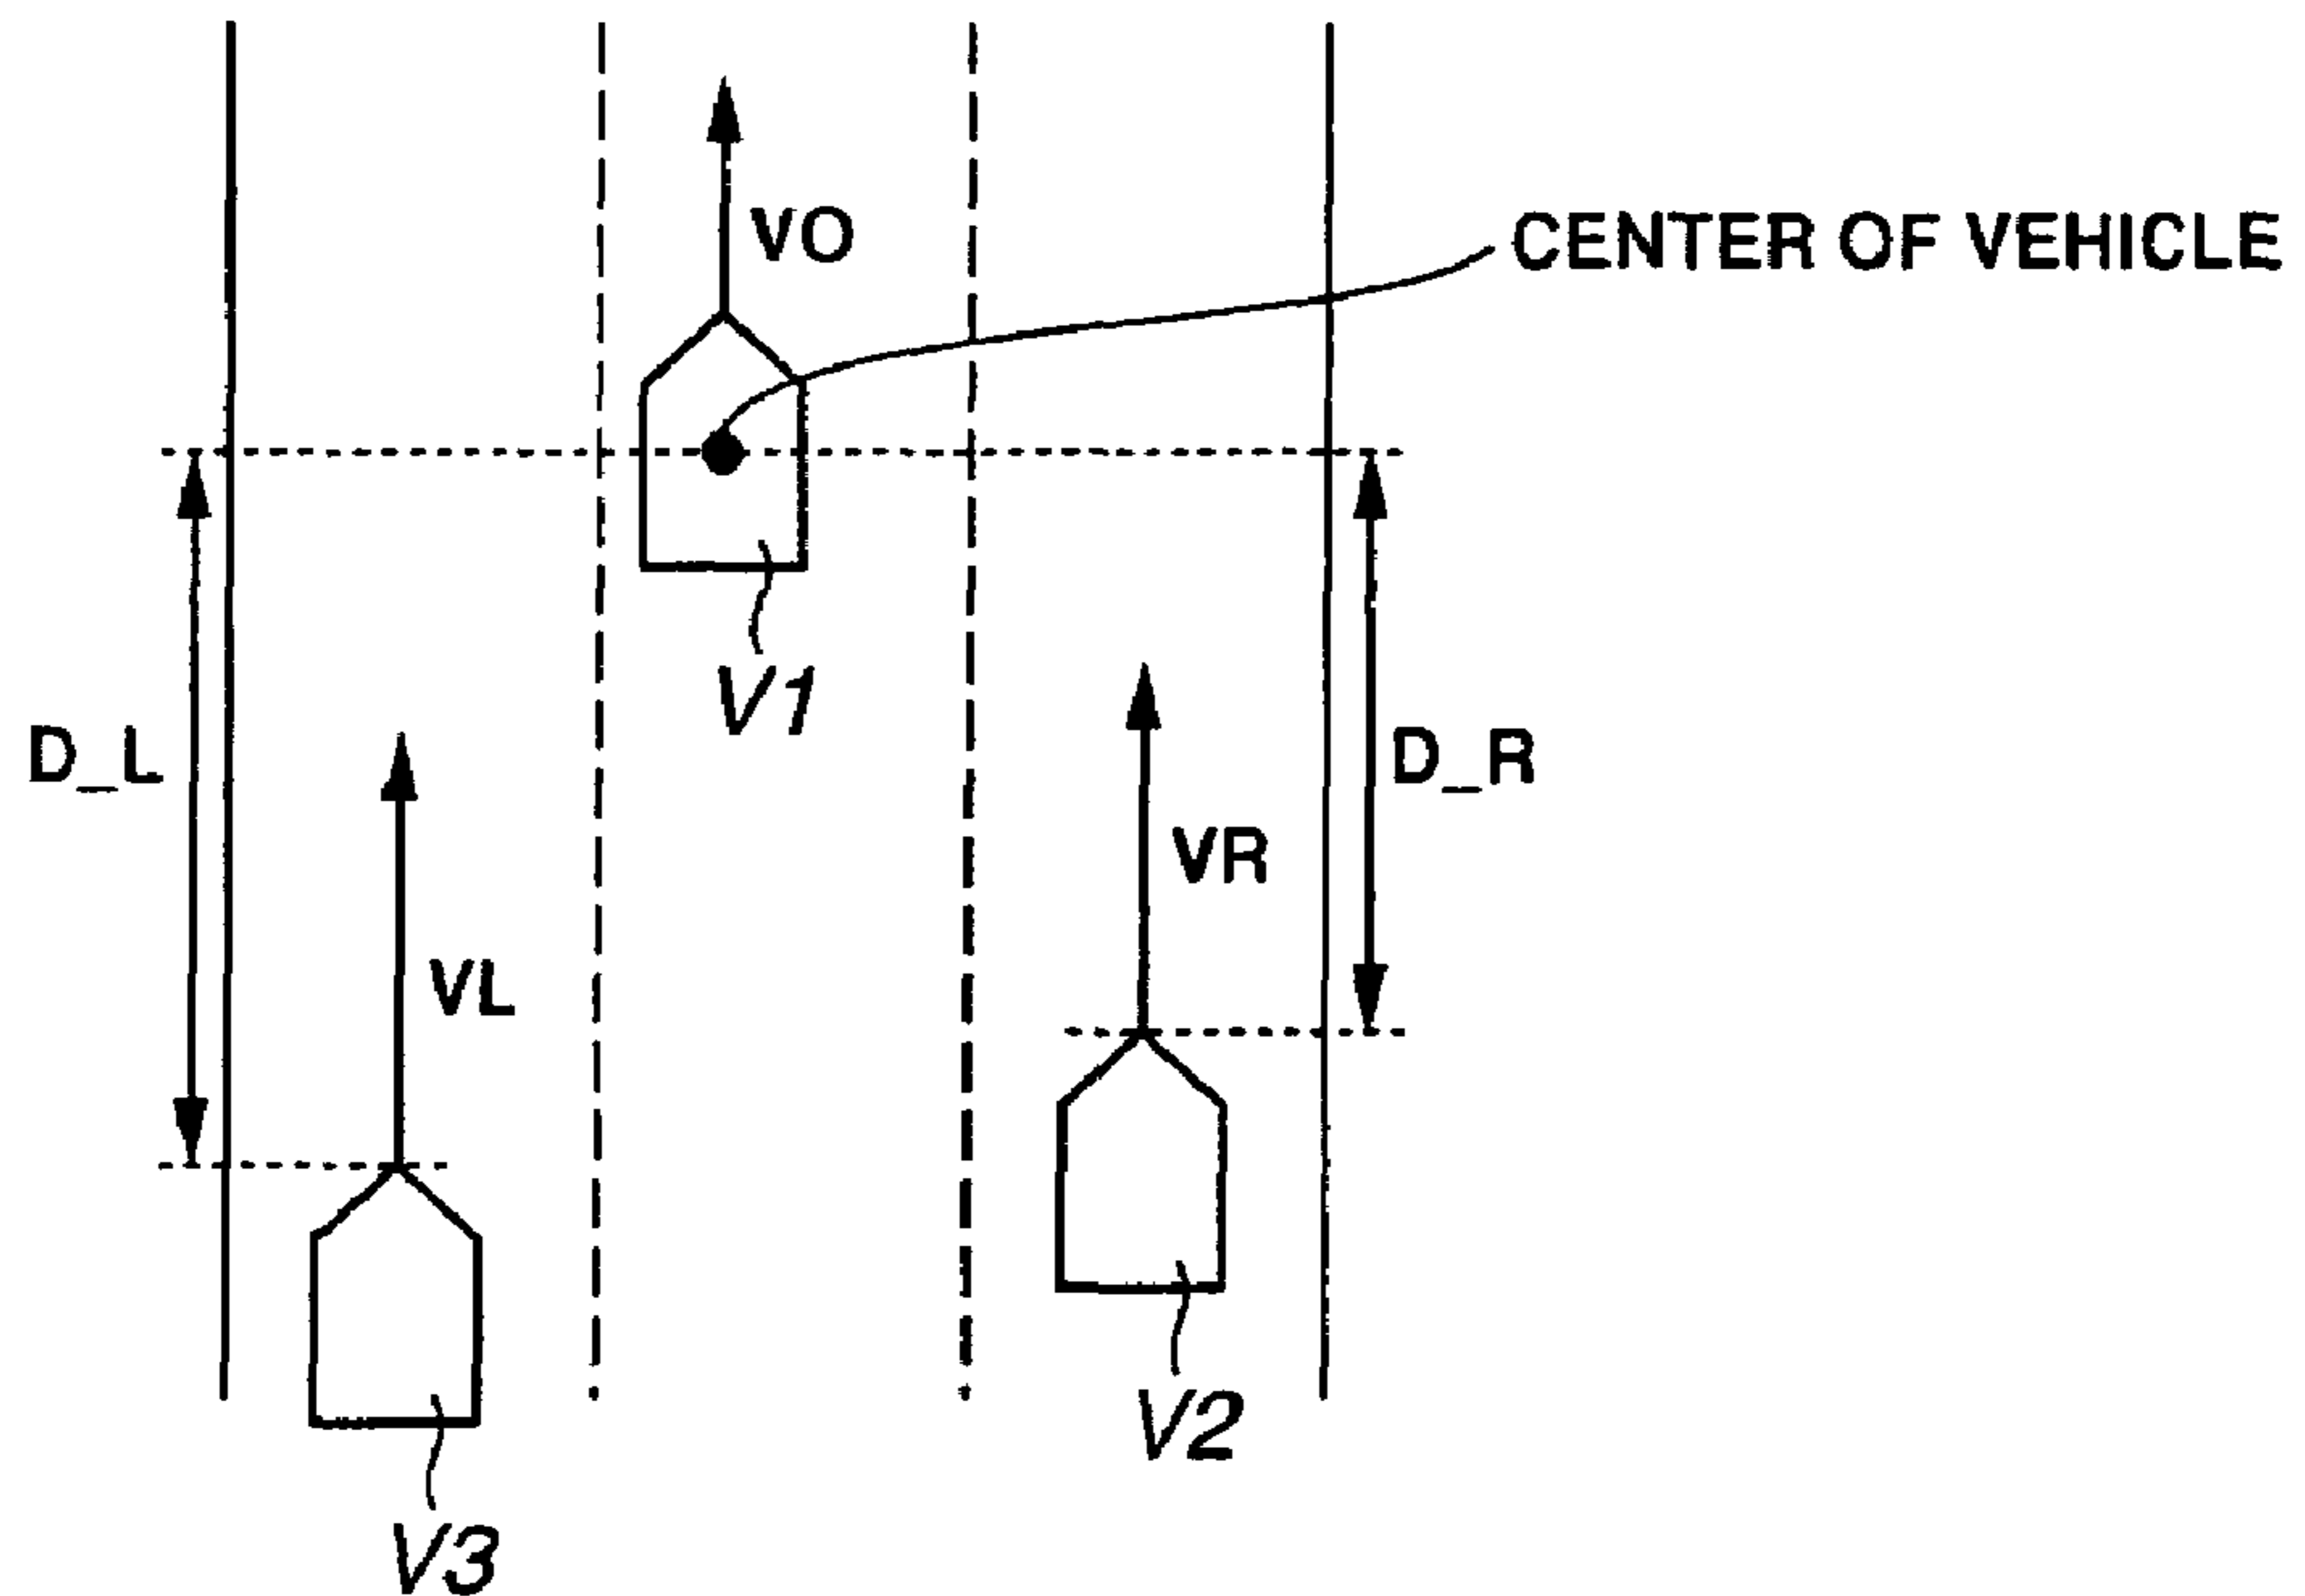 VO
CENTER OF VEHICLE
V1
D_L
D_R
VR
VL
V2
V3